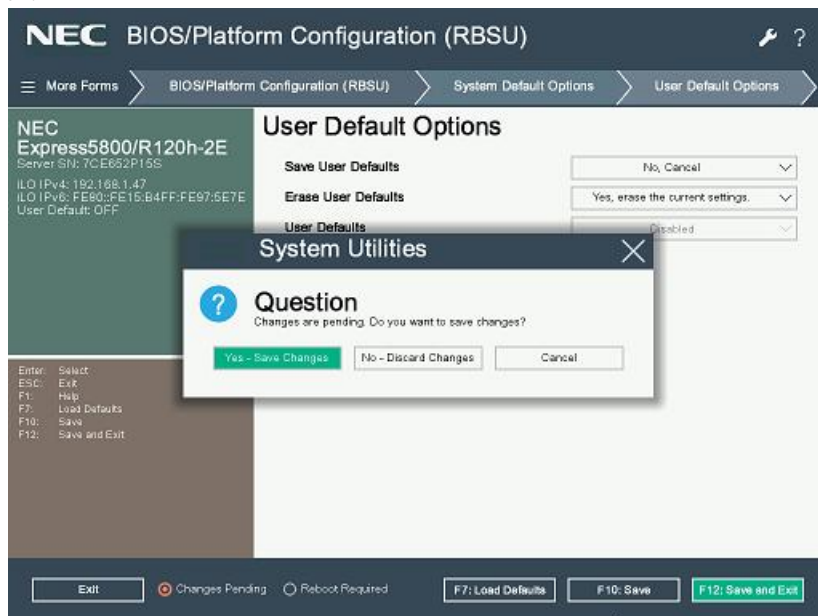 NEC BIOS/Platform Configuration (RBSU)
?
More Forms
BIOS/Platform Configuration (RBSU)
System Default Options
User Default Options
NEC
Express5800/R120h-2E
Server SN: 7CE652P15S
iLO IPv4: 192.168.1.47
iLO IPv6: FE80::FE15:B4FF:FE97:5E7E
User Default: OFF
User Default Options
Save User Defaults
No, Cancel
Erase User Defaults
Yes, erase the current settings.
User Defaults
Disabled
System Utilities
?
Question
Changes are pending. Do you want to save changes?
Yes - Save Changes
No - Discard Changes
Cancel
Enter: Select
ESC: Exit
F1: Help
F7: Load Defaults
F10: Save
F12: Save and Exit
Exit
Changes Pending
Reboot Required
F7: Load Defaults
F10: Save
F12: Save and Exit